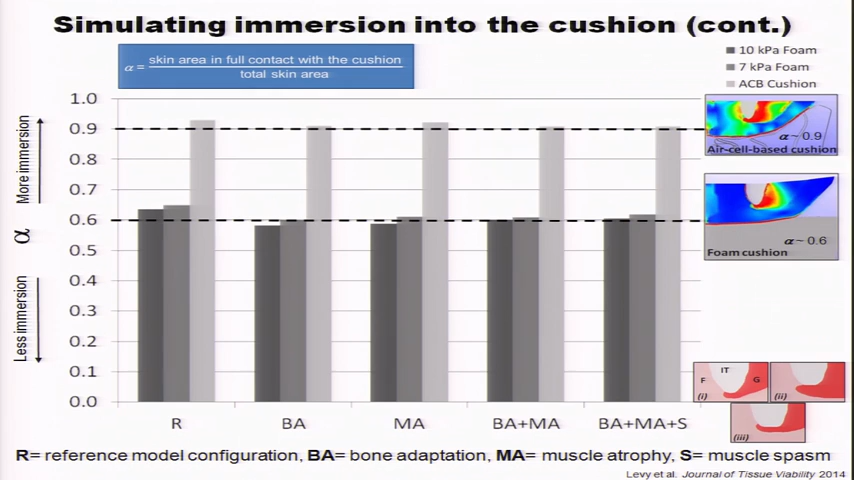 Simulating immersion into the cushion (cont.)
α = skin area in full contact with the cushion
total skin area
10 kPa Foam
7 kPa Foam
ACB Cushion
1.0
0.9
0.8
0.7
0.6
0.5
0.4
0.3
0.2
0.1
0.0
More immersion
α
Less immersion
α ~ 0.9
Air-cell-based cushion
α ~ 0.6
Foam cushion
IT
F
G
(i)
(ii)
(iii)
R
BA
MA
BA+MA
BA+MA+S
R= reference model configuration, BA= bone adaptation, MA= muscle atrophy, S= muscle spasm
Levy et al. Journal of Tissue Viability 2014